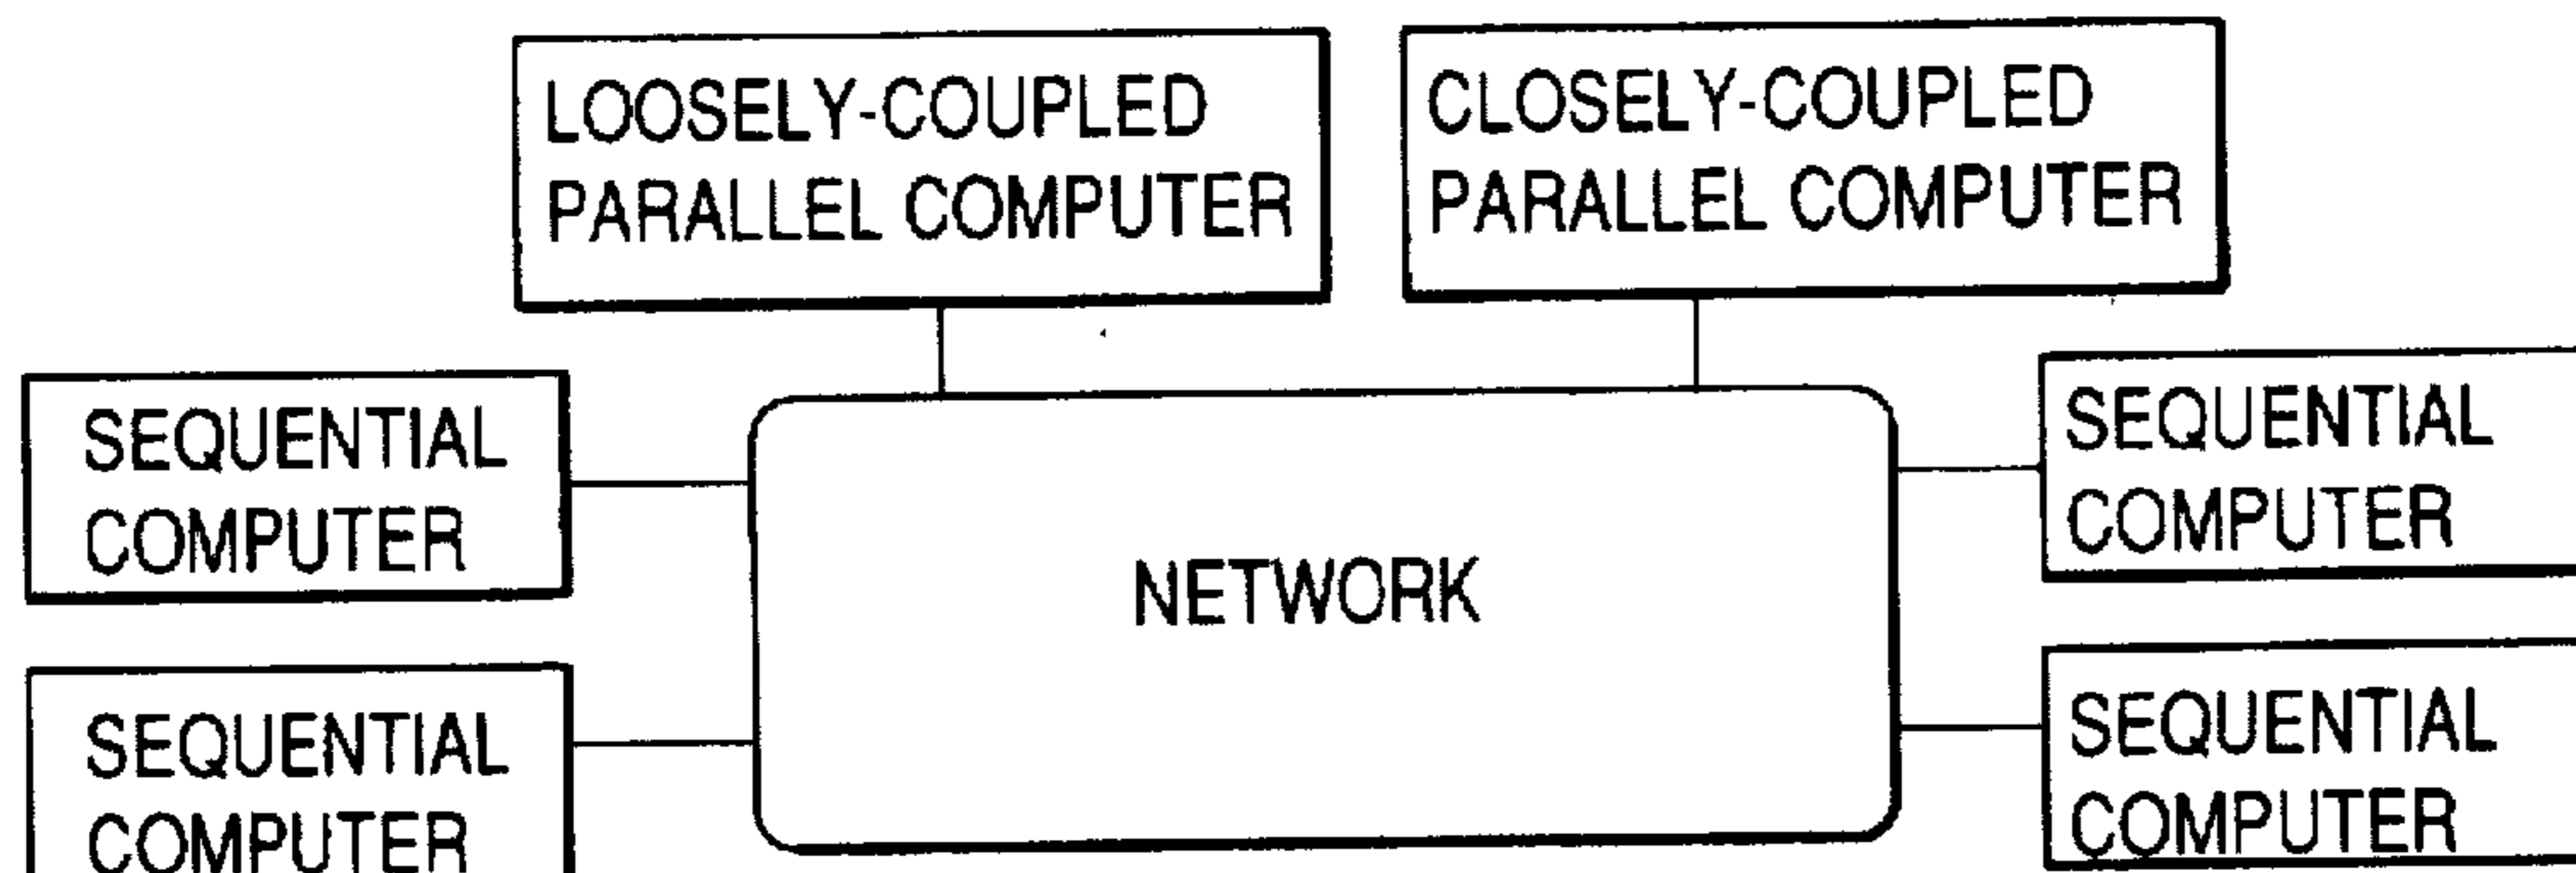 LOOSELY-COUPLED
PARALLEL COMPUTER
CLOSELY-COUPLED
PARALLEL COMPUTER
SEQUENTIAL
COMPUTER
SEQUENTIAL
COMPUTER
NETWORK
SEQUENTIAL
COMPUTER
SEQUENTIAL
COMPUTER